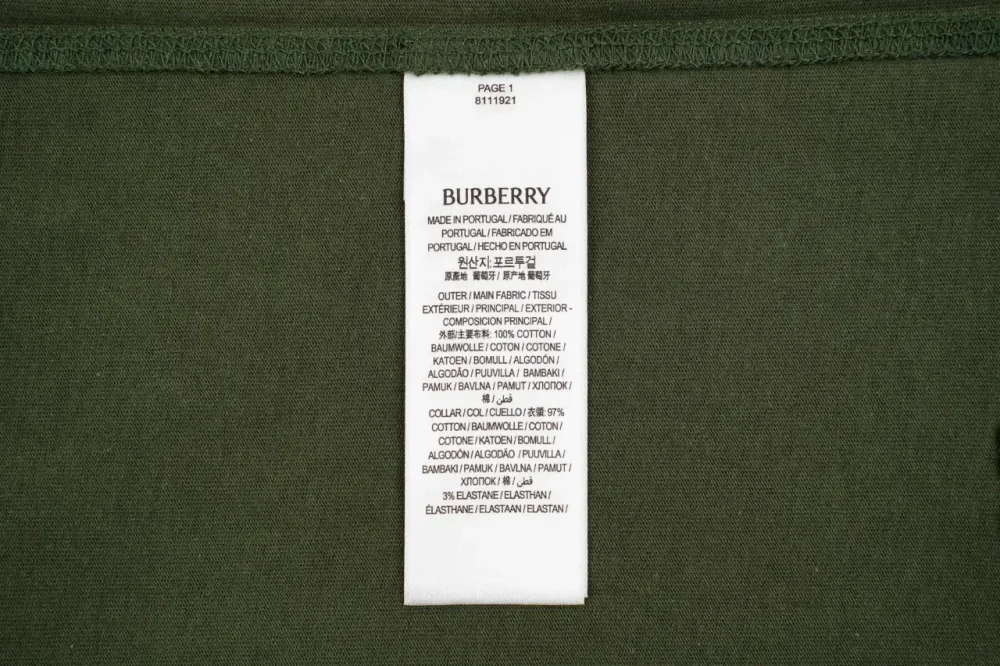 PAGE 1
8111921
BURBERRY
MADE IN PORTUGAL / FABRIQUÉ AU
PORTUGAL / FABRICADO EM
PORTUGAL / HECHO EN PORTUGAL
원산지: 포르투걸
原產地 葡萄牙 / 原产地 葡萄牙
OUTER / MAIN FABRIC / TISSU
EXTÉRIEUR / PRINCIPAL / EXTERIOR -
COMPOSICION PRINCIPAL /
外部/主要布料: 100% COTTON /
BAUMWOLLE / COTON / COTONE /
KATOEN / BOMULL / ALGODÓN /
ALGODÃO / PUUVILLA / BAMBAKI /
PAMUK / BAVLNA / PAMUT / ХЛОПОК /
棉 / قطن
COLLAR / COL / CUELLO / 衣領: 97%
COTTON / BAUMWOLLE / COTON /
COTONE / KATOEN / BOMULL /
ALGODÓN / ALGODÃO / PUUVILLA /
BAMBAKI / PAMUK / BAVLNA / PAMUT /
ХЛОПОК / 棉 / قطن
3% ELASTANE / ELASTHAN /
ÉLASTHANE / ELASTAAN / ELASTAN /